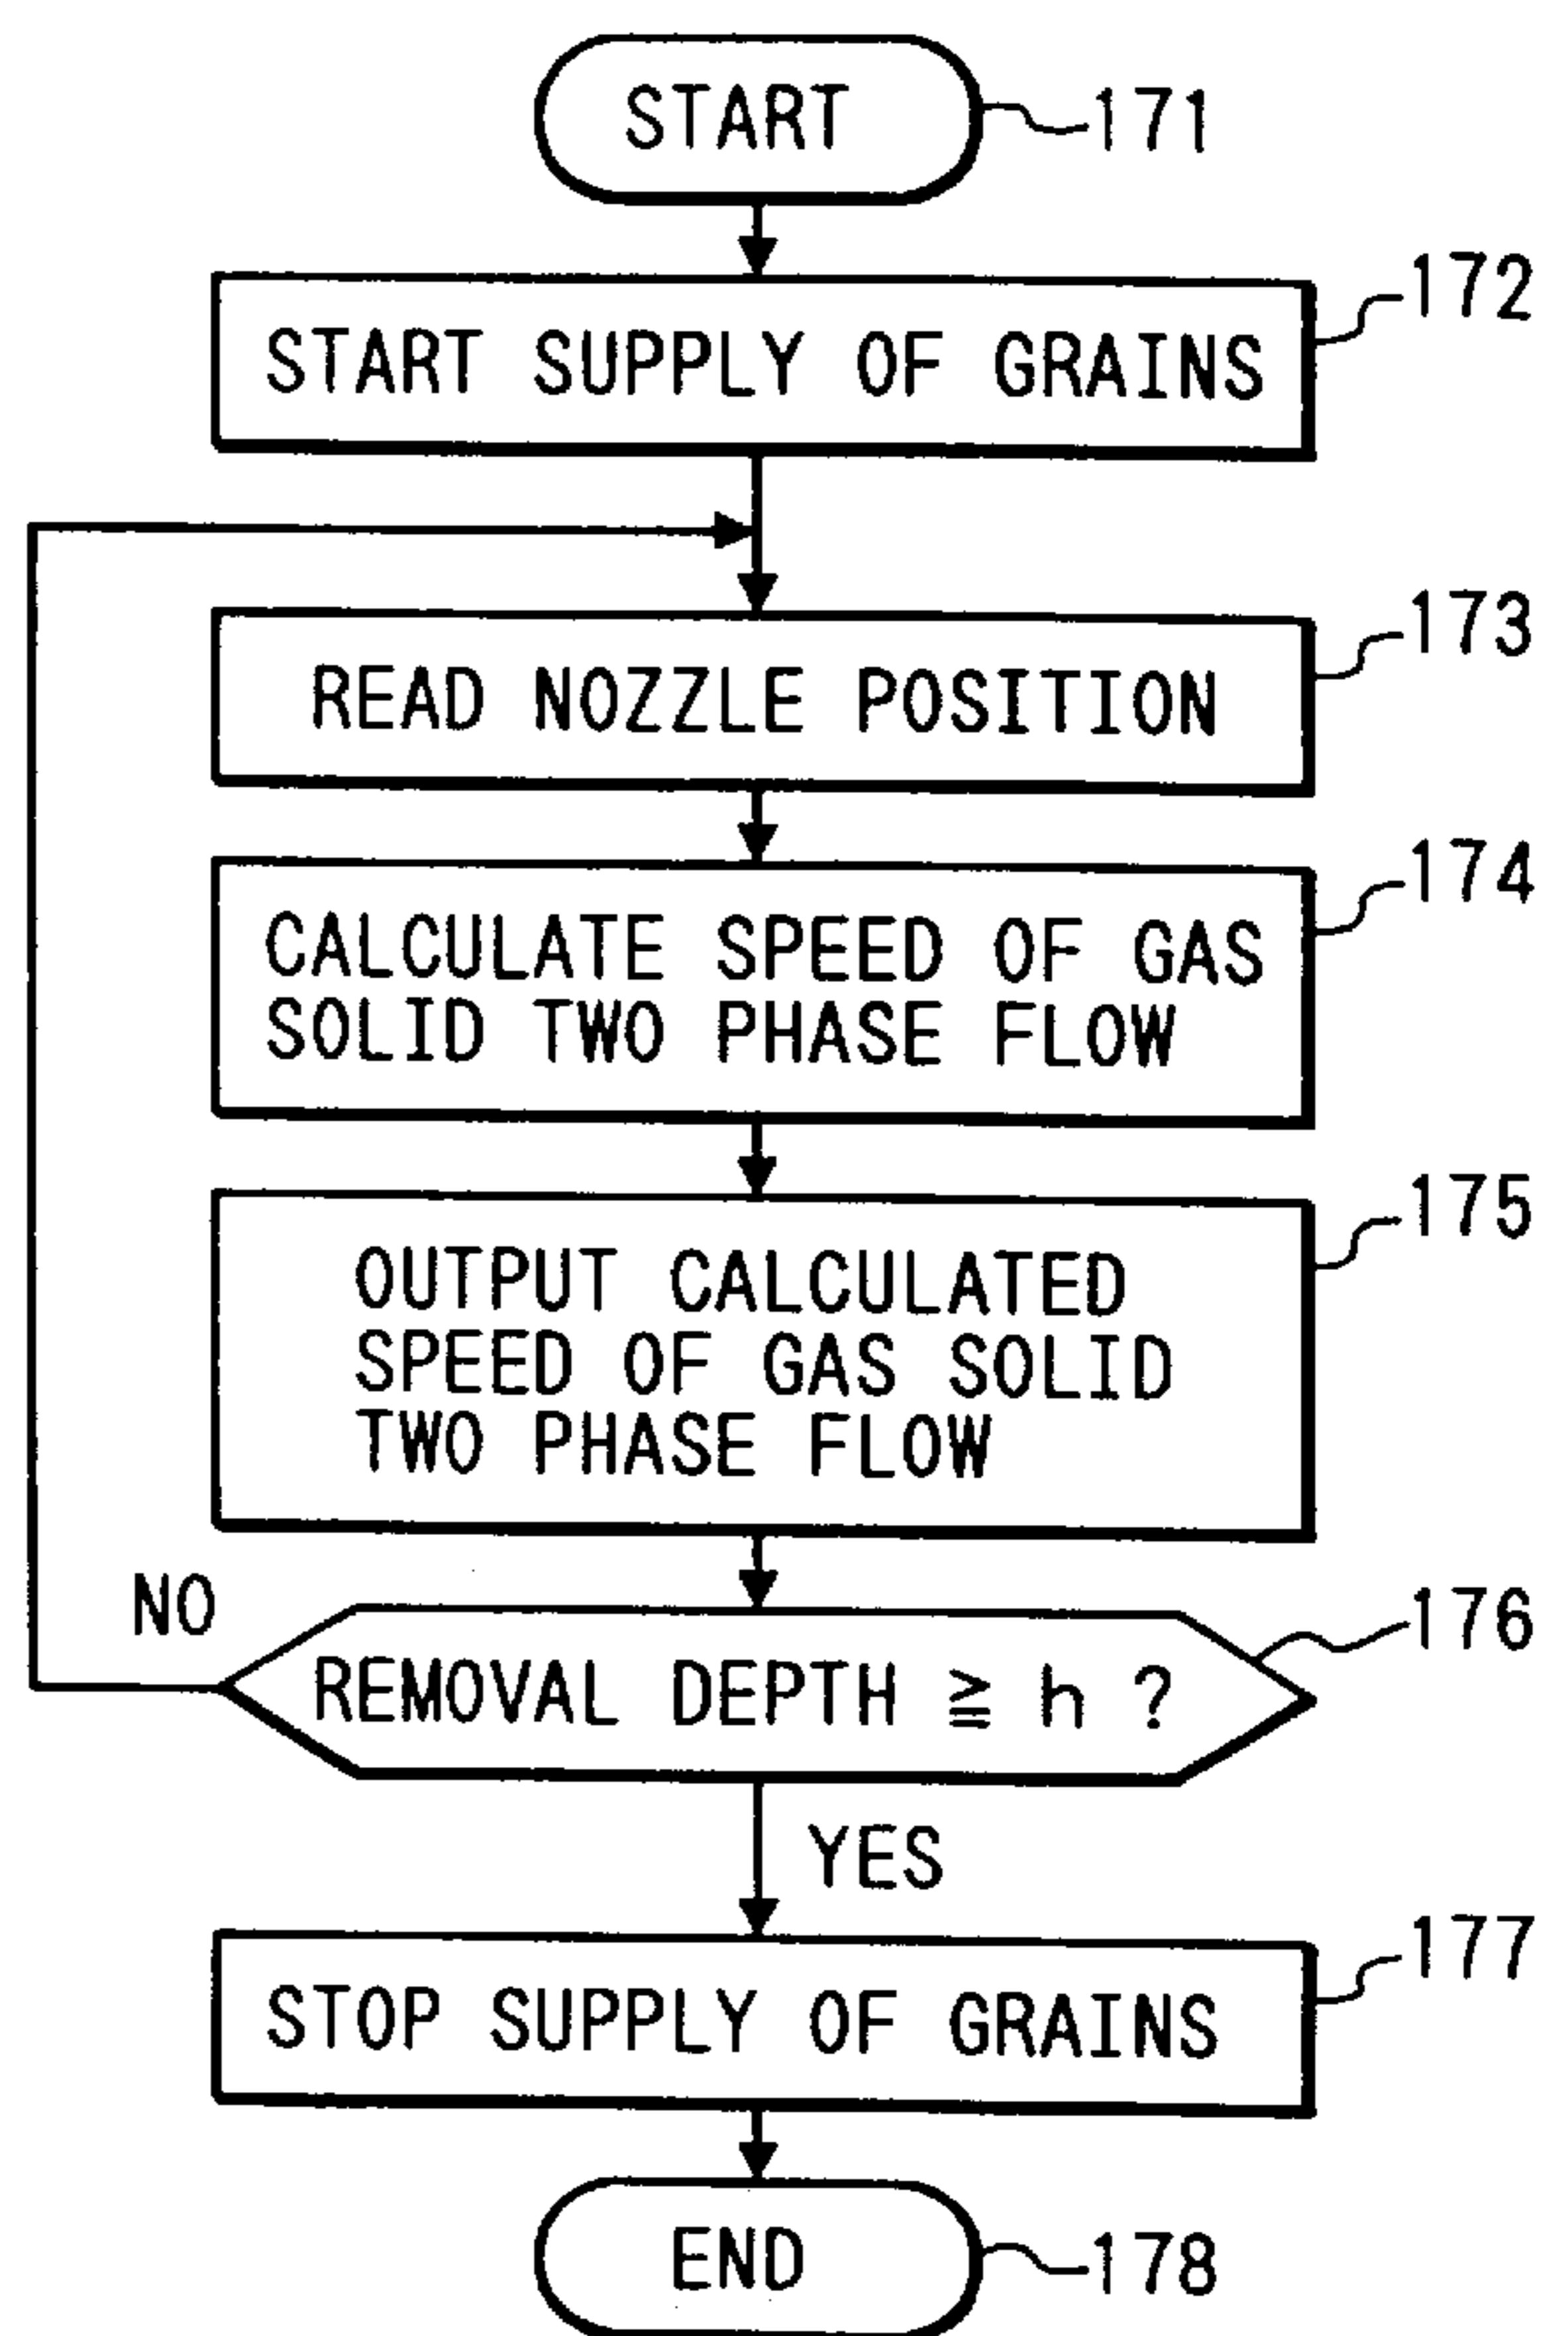 START
171
172
START SUPPLY OF GRAINS
173
READ NOZZLE POSITION
174
CALCULATE SPEED OF GAS
SOLID TWO PHASE FLOW
175
OUTPUT CALCULATED
SPEED OF GAS SOLID
TWO PHASE FLOW
NO
176
REMOVAL DEPTH ≧ h ?
YES
177
STOP SUPPLY OF GRAINS
END
178